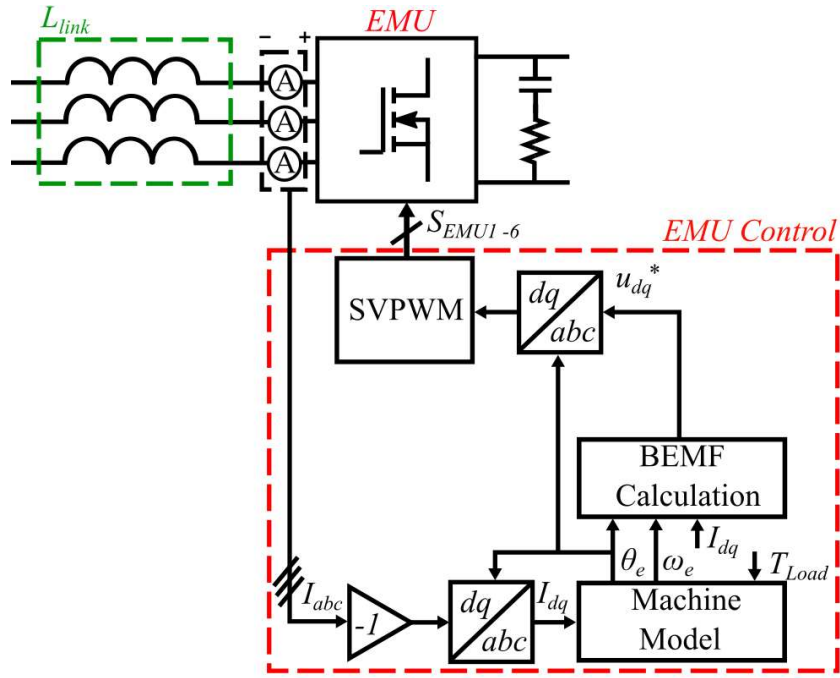 L_link
− +
EMU
A
A
A
S_EMU1-6
EMU Control
SVPWM
dq
abc
u_dq*
BEMF
Calculation
θ_e
ω_e
I_dq
T_Load
I_abc
-1
dq
abc
I_dq
Machine
Model